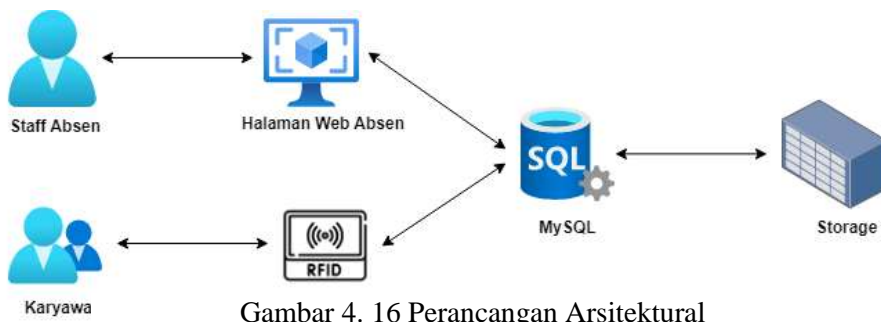 Staff Absen
Halaman Web Absen
SQL
MySQL
Storage
RFID
Karyawa
Gambar 4. 16 Perancangan Arsitektural